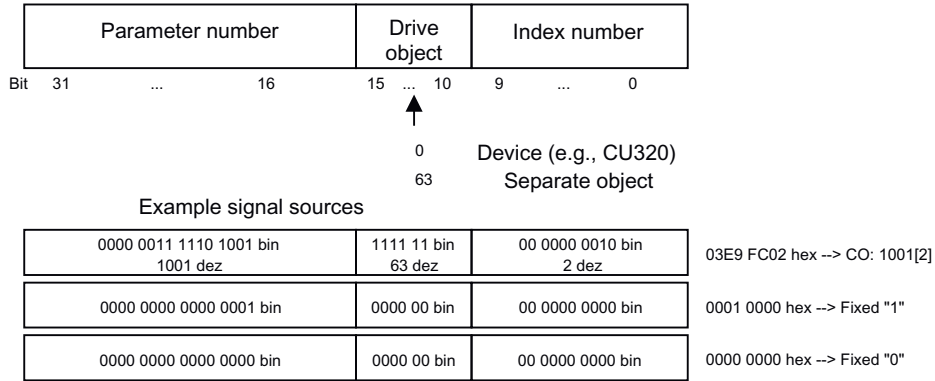 Parameter number Drive object Index number
Bit 31 ... 16 15 ... 10 9 ... 0
0 Device (e.g., CU320)
63 Separate object
Example signal sources
0000 0011 1110 1001 bin 1111 11 bin 00 0000 0010 bin
1001 dez 63 dez 2 dez
03E9 FC02 hex --> CO: 1001[2]
0000 0000 0000 0001 bin 0000 00 bin 00 0000 0000 bin 0001 0000 hex --> Fixed "1"
0000 0000 0000 0000 bin 0000 00 bin 00 0000 0000 bin 0000 0000 hex --> Fixed "0"